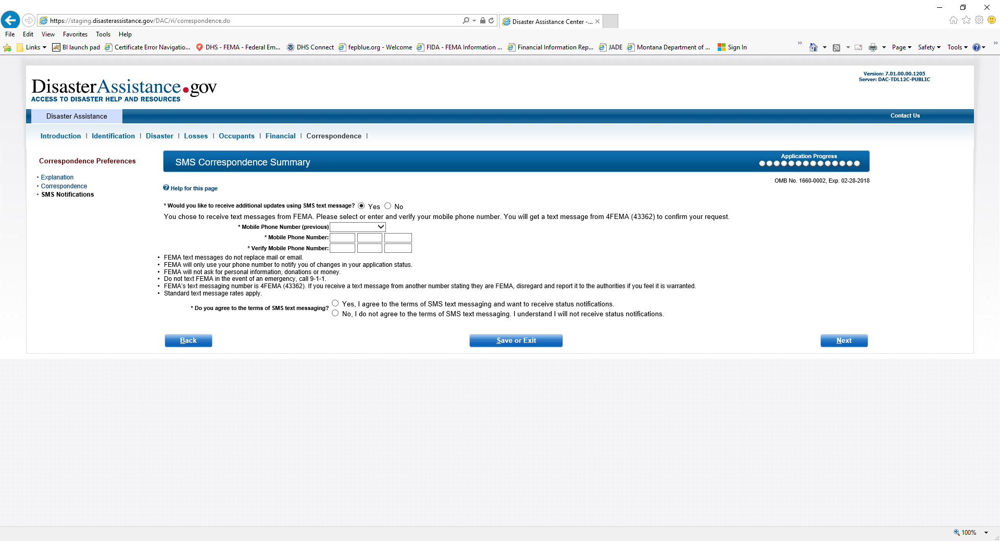 https://staging.disasterassistance.gov/DAC/ri/correspondence.do
Disaster Assistance Center -...
File Edit View Favorites Tools Help
Links BI launch pad Certificate Error Navigatio... DHS - FEMA - Federal Em... DHS Connect fepblue.org - Welcome FIDA - FEMA Information ... Financial Information Rep... JADE Montana Department of ... Sign In » Page Safety Tools »
Version: 7.01.00.00.1205
Server: DAC-TDL12C-PUBLIC
DisasterAssistance.gov
ACCESS TO DISASTER HELP AND RESOURCES
Disaster Assistance Contact Us
Introduction | Identification | Disaster | Losses | Occupants | Financial | Correspondence |
Correspondence Preferences
• Explanation
• Correspondence
• SMS Notifications
SMS Correspondence Summary
Application Progress
OMB No. 1660-0002, Exp. 02-28-2018
Help for this page
* Would you like to receive additional updates using SMS text message? Yes No
You chose to receive text messages from FEMA. Please select or enter and verify your mobile phone number. You will get a text message from 4FEMA (43362) to confirm your request.
* Mobile Phone Number (previous)
* Mobile Phone Number:
* Verify Mobile Phone Number:
• FEMA text messages do not replace mail or email.
• FEMA will only use your phone number to notify you of changes in your application status.
• FEMA will not ask for personal information, donations or money.
• Do not text FEMA in the event of an emergency, call 9-1-1.
• FEMA's text messaging number is 4FEMA (43362). If you receive a text message from another number stating they are FEMA, disregard and report it to the authorities if you feel it is warranted.
• Standard text message rates apply.
* Do you agree to the terms of SMS text messaging?
Yes, I agree to the terms of SMS text messaging and want to receive status notifications.
No, I do not agree to the terms of SMS text messaging. I understand I will not receive status notifications.
Back Save or Exit Next
100%